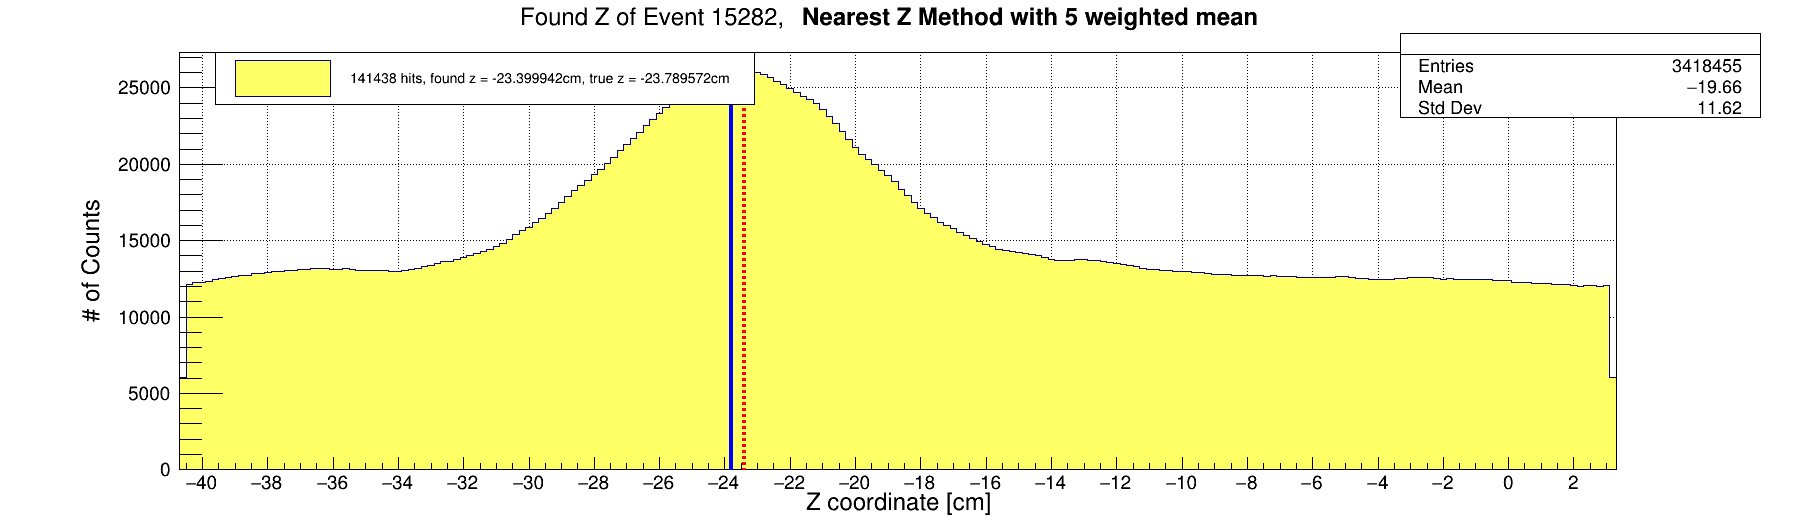 Found Z of Event 15282, Nearest Z Method with 5 weighted mean
141438 hits, found z = -23.399942cm, true z = -23.789572cm
Entries 3418455
Mean −19.66
Std Dev 11.62
# of Counts
25000
20000
15000
10000
5000
0
−40 −38 −36 −34 −32 −30 −28 −26 −24 −22 −20 −18 −16 −14 −12 −10 −8 −6 −4 −2 0 2
Z coordinate [cm]